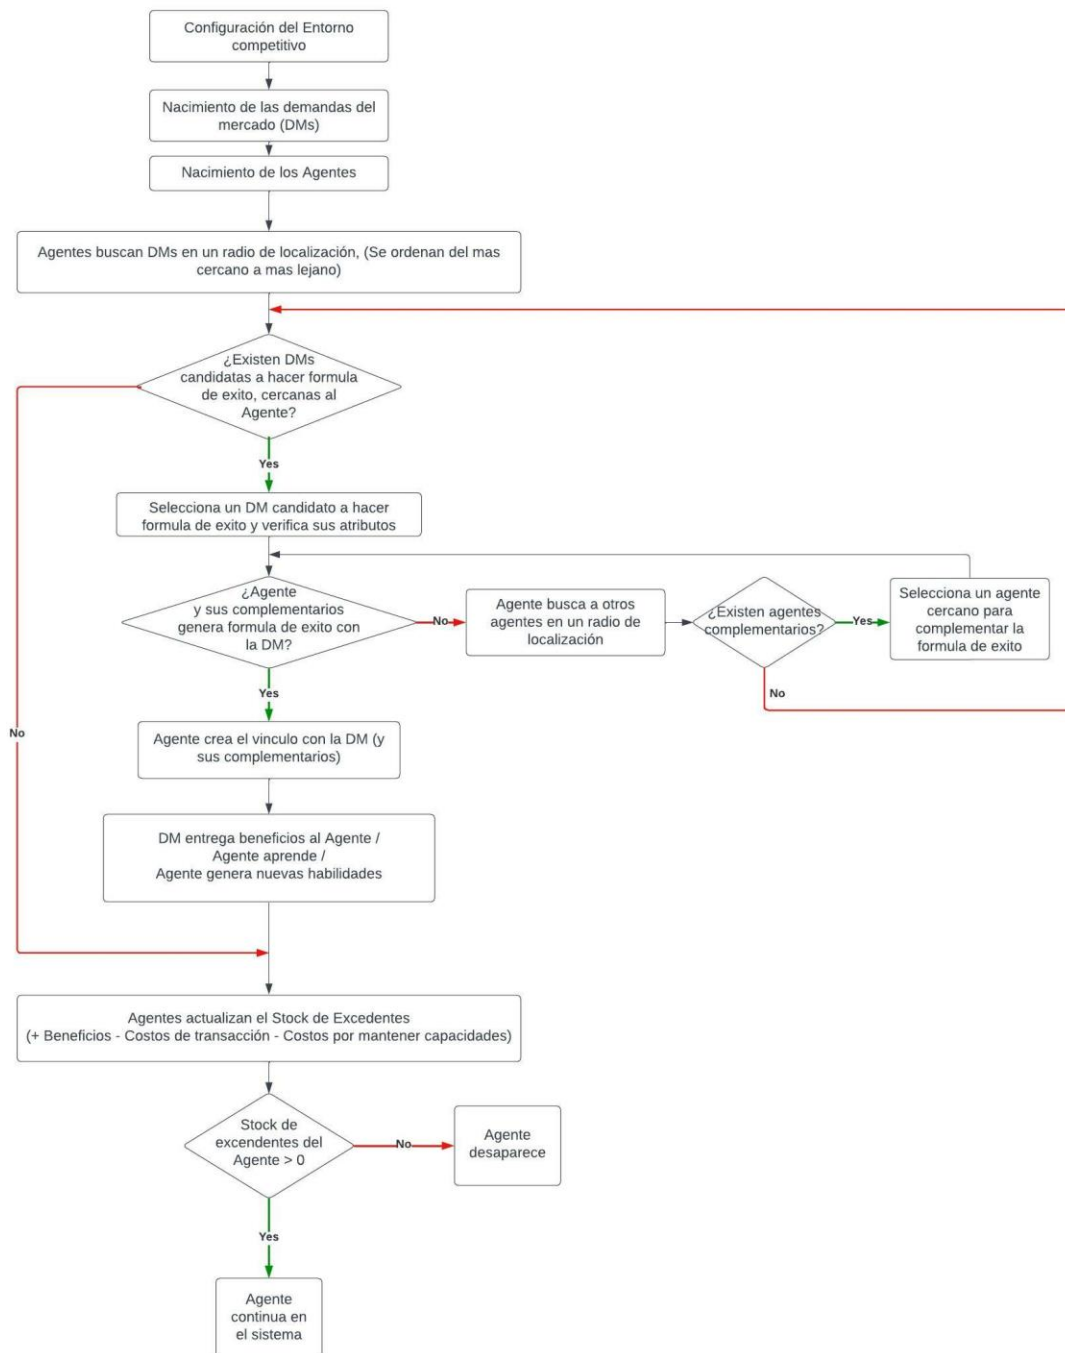 Configuración del Entorno
competitivo
Nacimiento de las demandas del
mercado (DMs)
Nacimiento de los Agentes
Agentes buscan DMs en un radio de localización, (Se ordenan del mas
cercano a mas lejano)
¿Existen DMs
candidatas a hacer formula
de exito, cercanas al
Agente?
Yes
Selecciona un DM candidato a hacer
formula de exito y verifica sus atributos
¿Agente
y sus complementarios
genera formula de exito con
la DM?
No
Agente busca a otros
agentes en un radio de
localización
¿Existen agentes
complementarios?
Yes
Selecciona un agente
cercano para
complementar la
formula de exito
No
Yes
No
Agente crea el vinculo con la DM (y
sus complementarios)
DM entrega beneficios al Agente /
Agente aprende /
Agente genera nuevas habilidades
Agentes actualizan el Stock de Excedentes
(+ Beneficios - Costos de transacción - Costos por mantener capacidades)
Stock de
excendentes del
Agente > 0
No
Agente
desaparece
Yes
Agente
continua en
el sistema